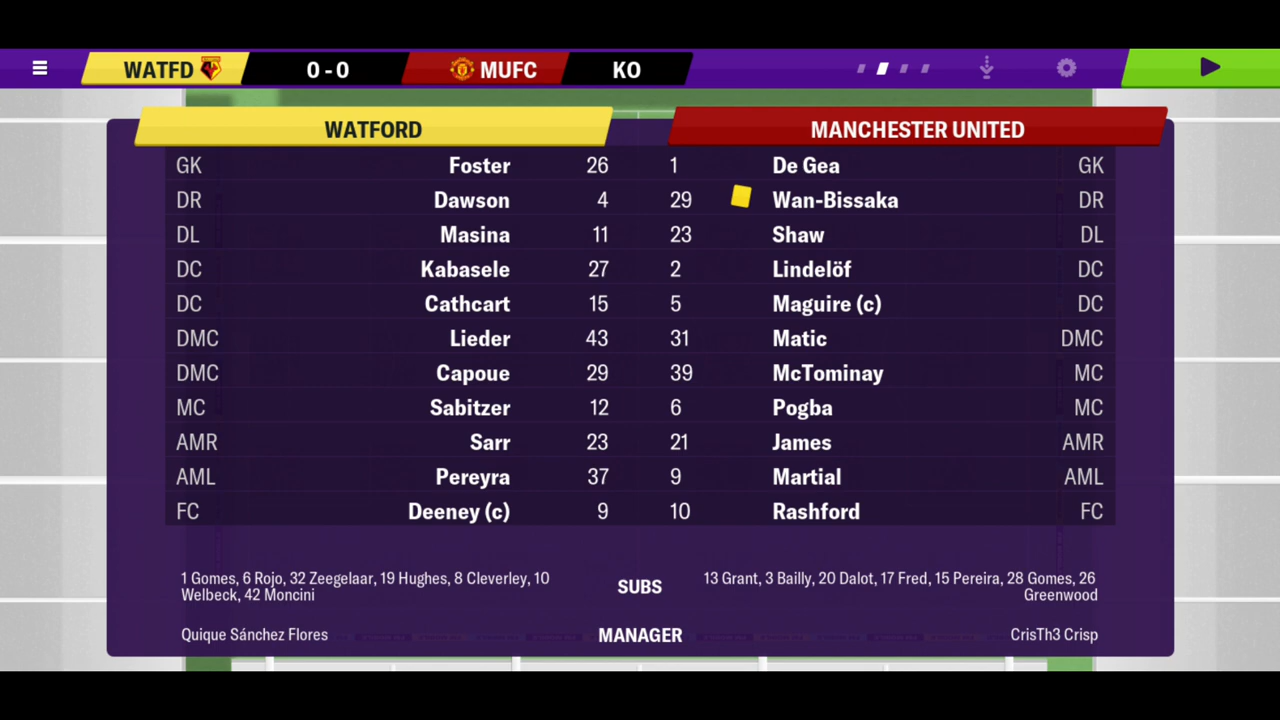 WATFD 0 - 0 MUFC KO
WATFORD MANCHESTER UNITED
GK Foster 26 1 De Gea GK
DR Dawson 4 29 Wan-Bissaka DR
DL Masina 11 23 Shaw DL
DC Kabasele 27 2 Lindelöf DC
DC Cathcart 15 5 Maguire (c) DC
DMC Lieder 43 31 Matic DMC
DMC Capoue 29 39 McTominay MC
MC Sabitzer 12 6 Pogba MC
AMR Sarr 23 21 James AMR
AML Pereyra 37 9 Martial AML
FC Deeney (c) 9 10 Rashford FC
1 Gomes, 6 Rojo, 32 Zeegelaar, 19 Hughes, 8 Cleverley, 10
Welbeck, 42 Moncini
SUBS
13 Grant, 3 Bailly, 20 Dalot, 17 Fred, 15 Pereira, 28 Gomes, 26
Greenwood
Quique Sánchez Flores MANAGER CrisTh3 Crisp